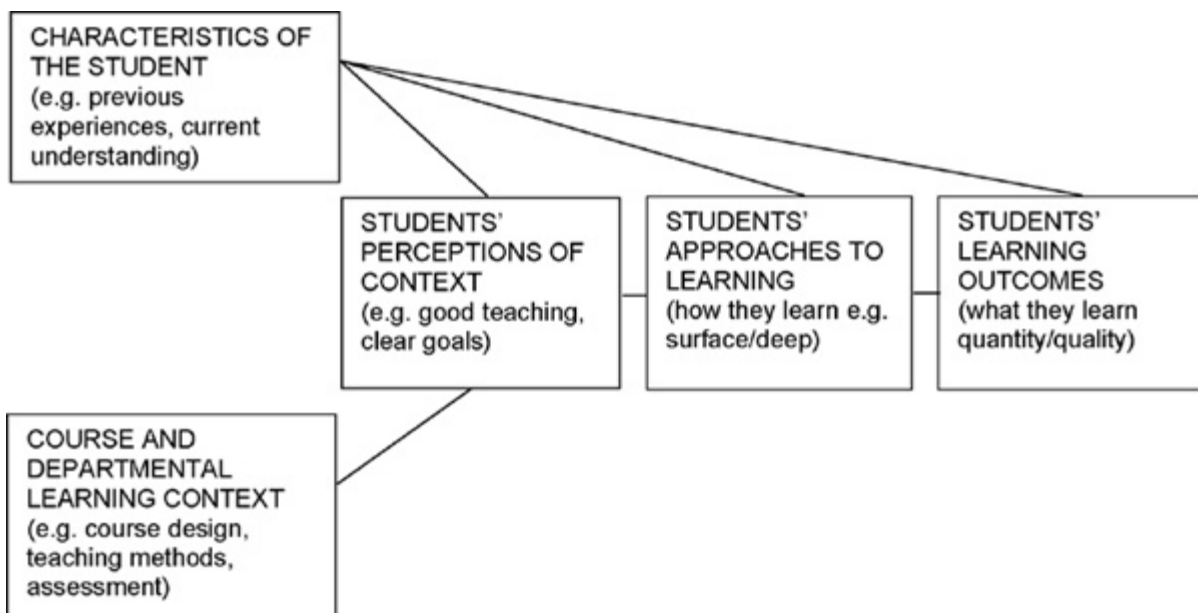 CHARACTERISTICS OF
THE STUDENT
(e.g. previous
experiences, current
understanding)
STUDENTS’
PERCEPTIONS OF
CONTEXT
(e.g. good teaching,
clear goals)
STUDENTS’
APPROACHES TO
LEARNING
(how they learn e.g.
surface/deep)
STUDENTS’
LEARNING
OUTCOMES
(what they learn
quantity/quality)
COURSE AND
DEPARTMENTAL
LEARNING CONTEXT
(e.g. course design,
teaching methods,
assessment)